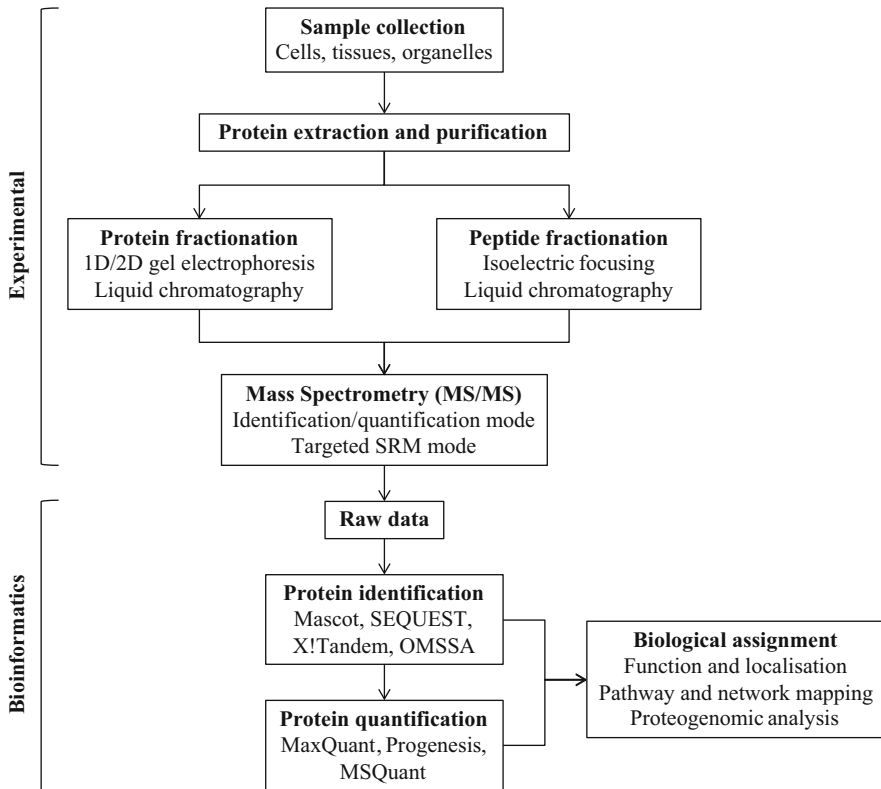 Sample collection
Cells, tissues, organelles
Protein extraction and purification
Experimental
Protein fractionation
1D/2D gel electrophoresis
Liquid chromatography
Peptide fractionation
Isoelectric focusing
Liquid chromatography
Mass Spectrometry (MS/MS)
Identification/quantification mode
Targeted SRM mode
Bioinformatics
Raw data
Protein identification
Mascot, SEQUEST,
X!Tandem, OMSSA
Biological assignment
Function and localisation
Pathway and network mapping
Proteogenomic analysis
Protein quantification
MaxQuant, Progenesis,
MSQuant